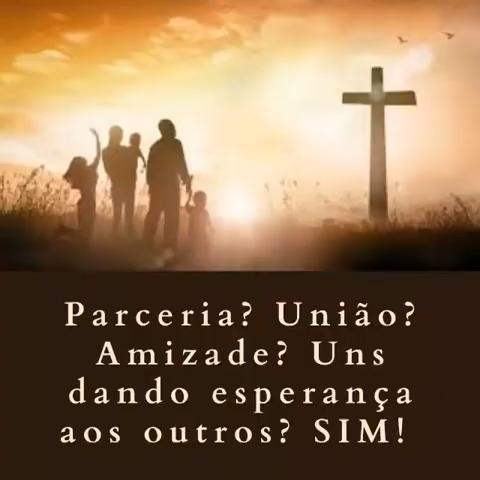 Parceria? União?
Amizade? Uns
dando esperança
aos outros? SIM!